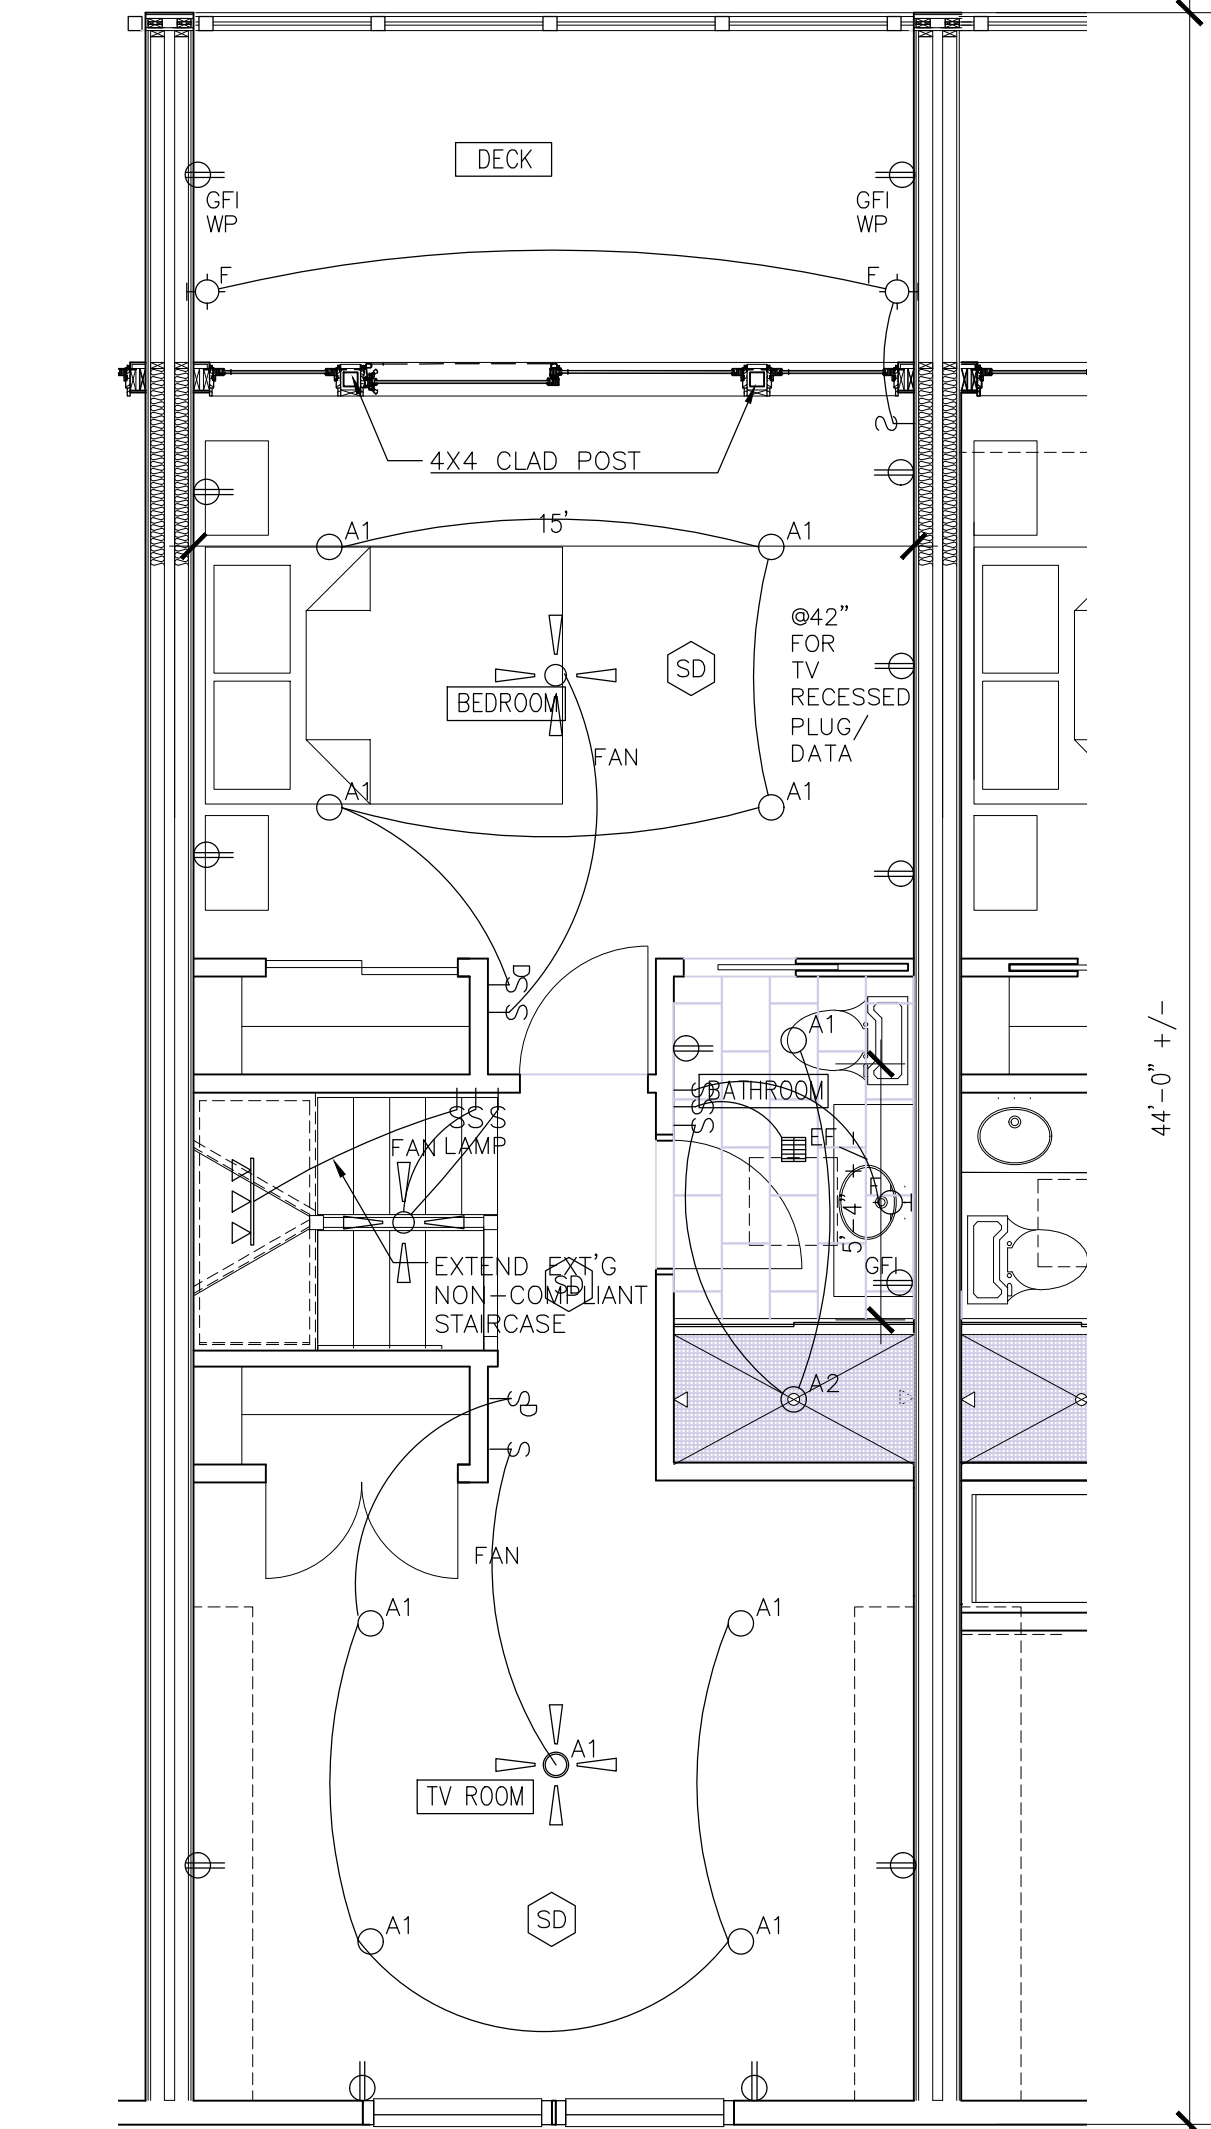 DECK
GFI
WP
GFI
WP
F
F
S
4X4 CLAD POST
15'
A1
A1
@42"
FOR
TV
RECESSED
PLUG/
DATA
SD
BEDROOM
FAN
A1
A1
SD
S
A1
BATHROOM
S
S
S
S
S
S
FAN
LAMP
EF
F
5' 4"
GFI
EXTEND EXT'G
NON-COMPLIANT
STAIRCASE
SD
44'-0" +/-
A2
SD
S
FAN
A1
A1
A1
TV ROOM
SD
A1
A1